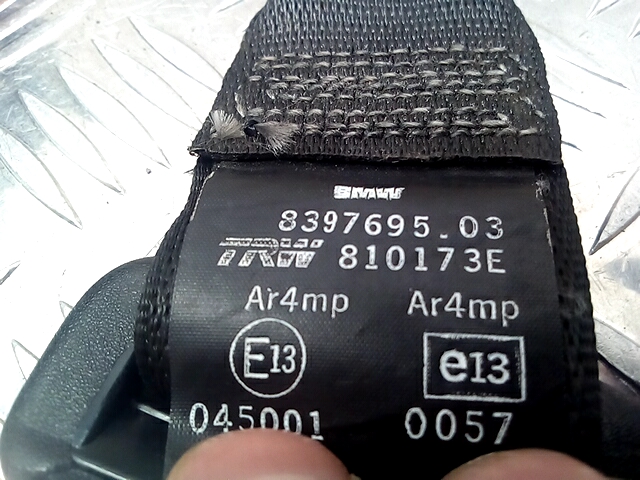 BMW
8397695.03
TRW 810173E
Ar4mp Ar4mp
E13 e13
045001 0057